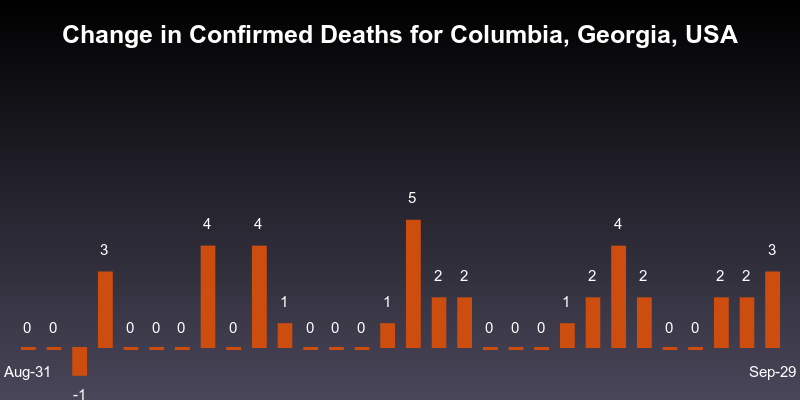 Change in Confirmed Deaths for Columbia, Georgia, USA
5
4 4 4
3 3
2 2 2 2 2 2
1 1 1
0 0 0 0 0 0 0 0 0 0 0 0 0 0
Aug-31 Sep-29
-1